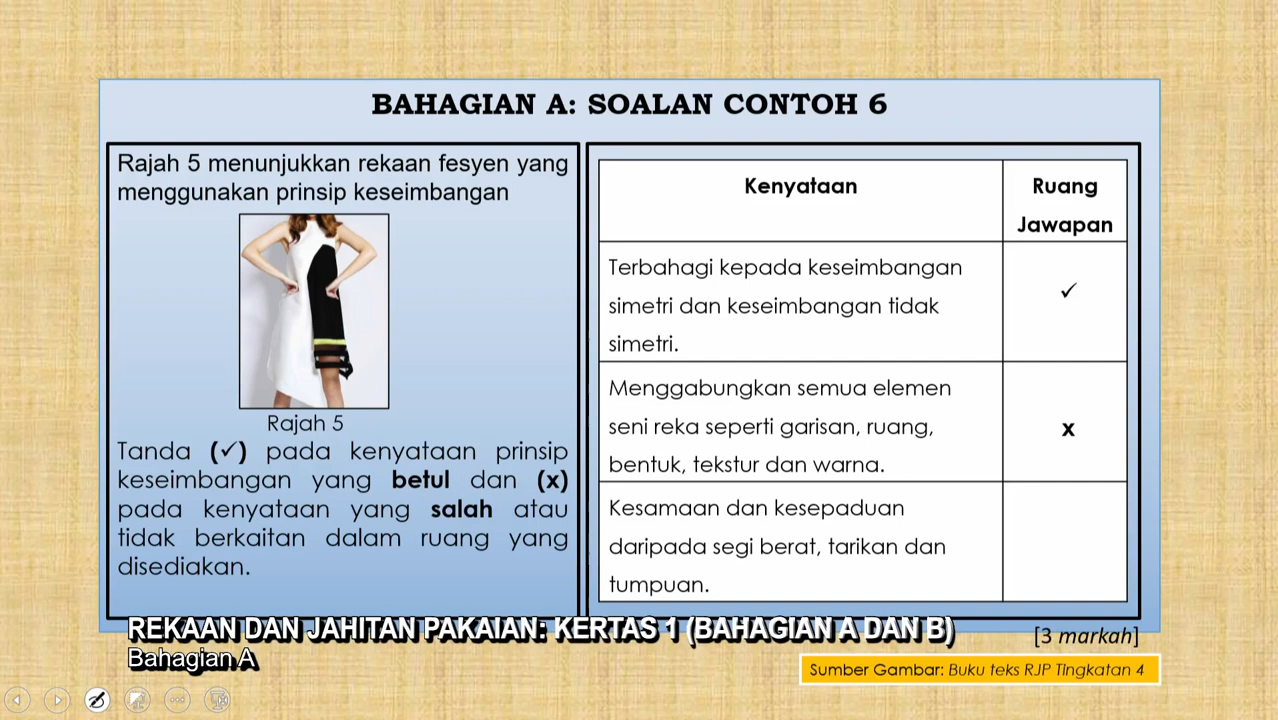 BAHAGIAN A: SOALAN CONTOH 6
Rajah 5 menunjukkan rekaan fesyen yang
menggunakan prinsip keseimbangan
Rajah 5
Tanda (✓) pada kenyataan prinsip
keseimbangan yang betul dan (x)
pada kenyataan yang salah atau
tidak berkaitan dalam ruang yang
disediakan.
Kenyataan
Ruang
Jawapan
Terbahagi kepada keseimbangan
simetri dan keseimbangan tidak
simetri.
✓
Menggabungkan semua elemen
seni reka seperti garisan, ruang,
bentuk, tekstur dan warna.
x
Kesamaan dan kesepaduan
daripada segi berat, tarikan dan
tumpuan.
REKAAN DAN JAHITAN PAKAIAN: KERTAS 1 (BAHAGIAN A DAN B)
Bahagian A
[3 markah]
Sumber Gambar: Buku teks RJP Tingkatan 4